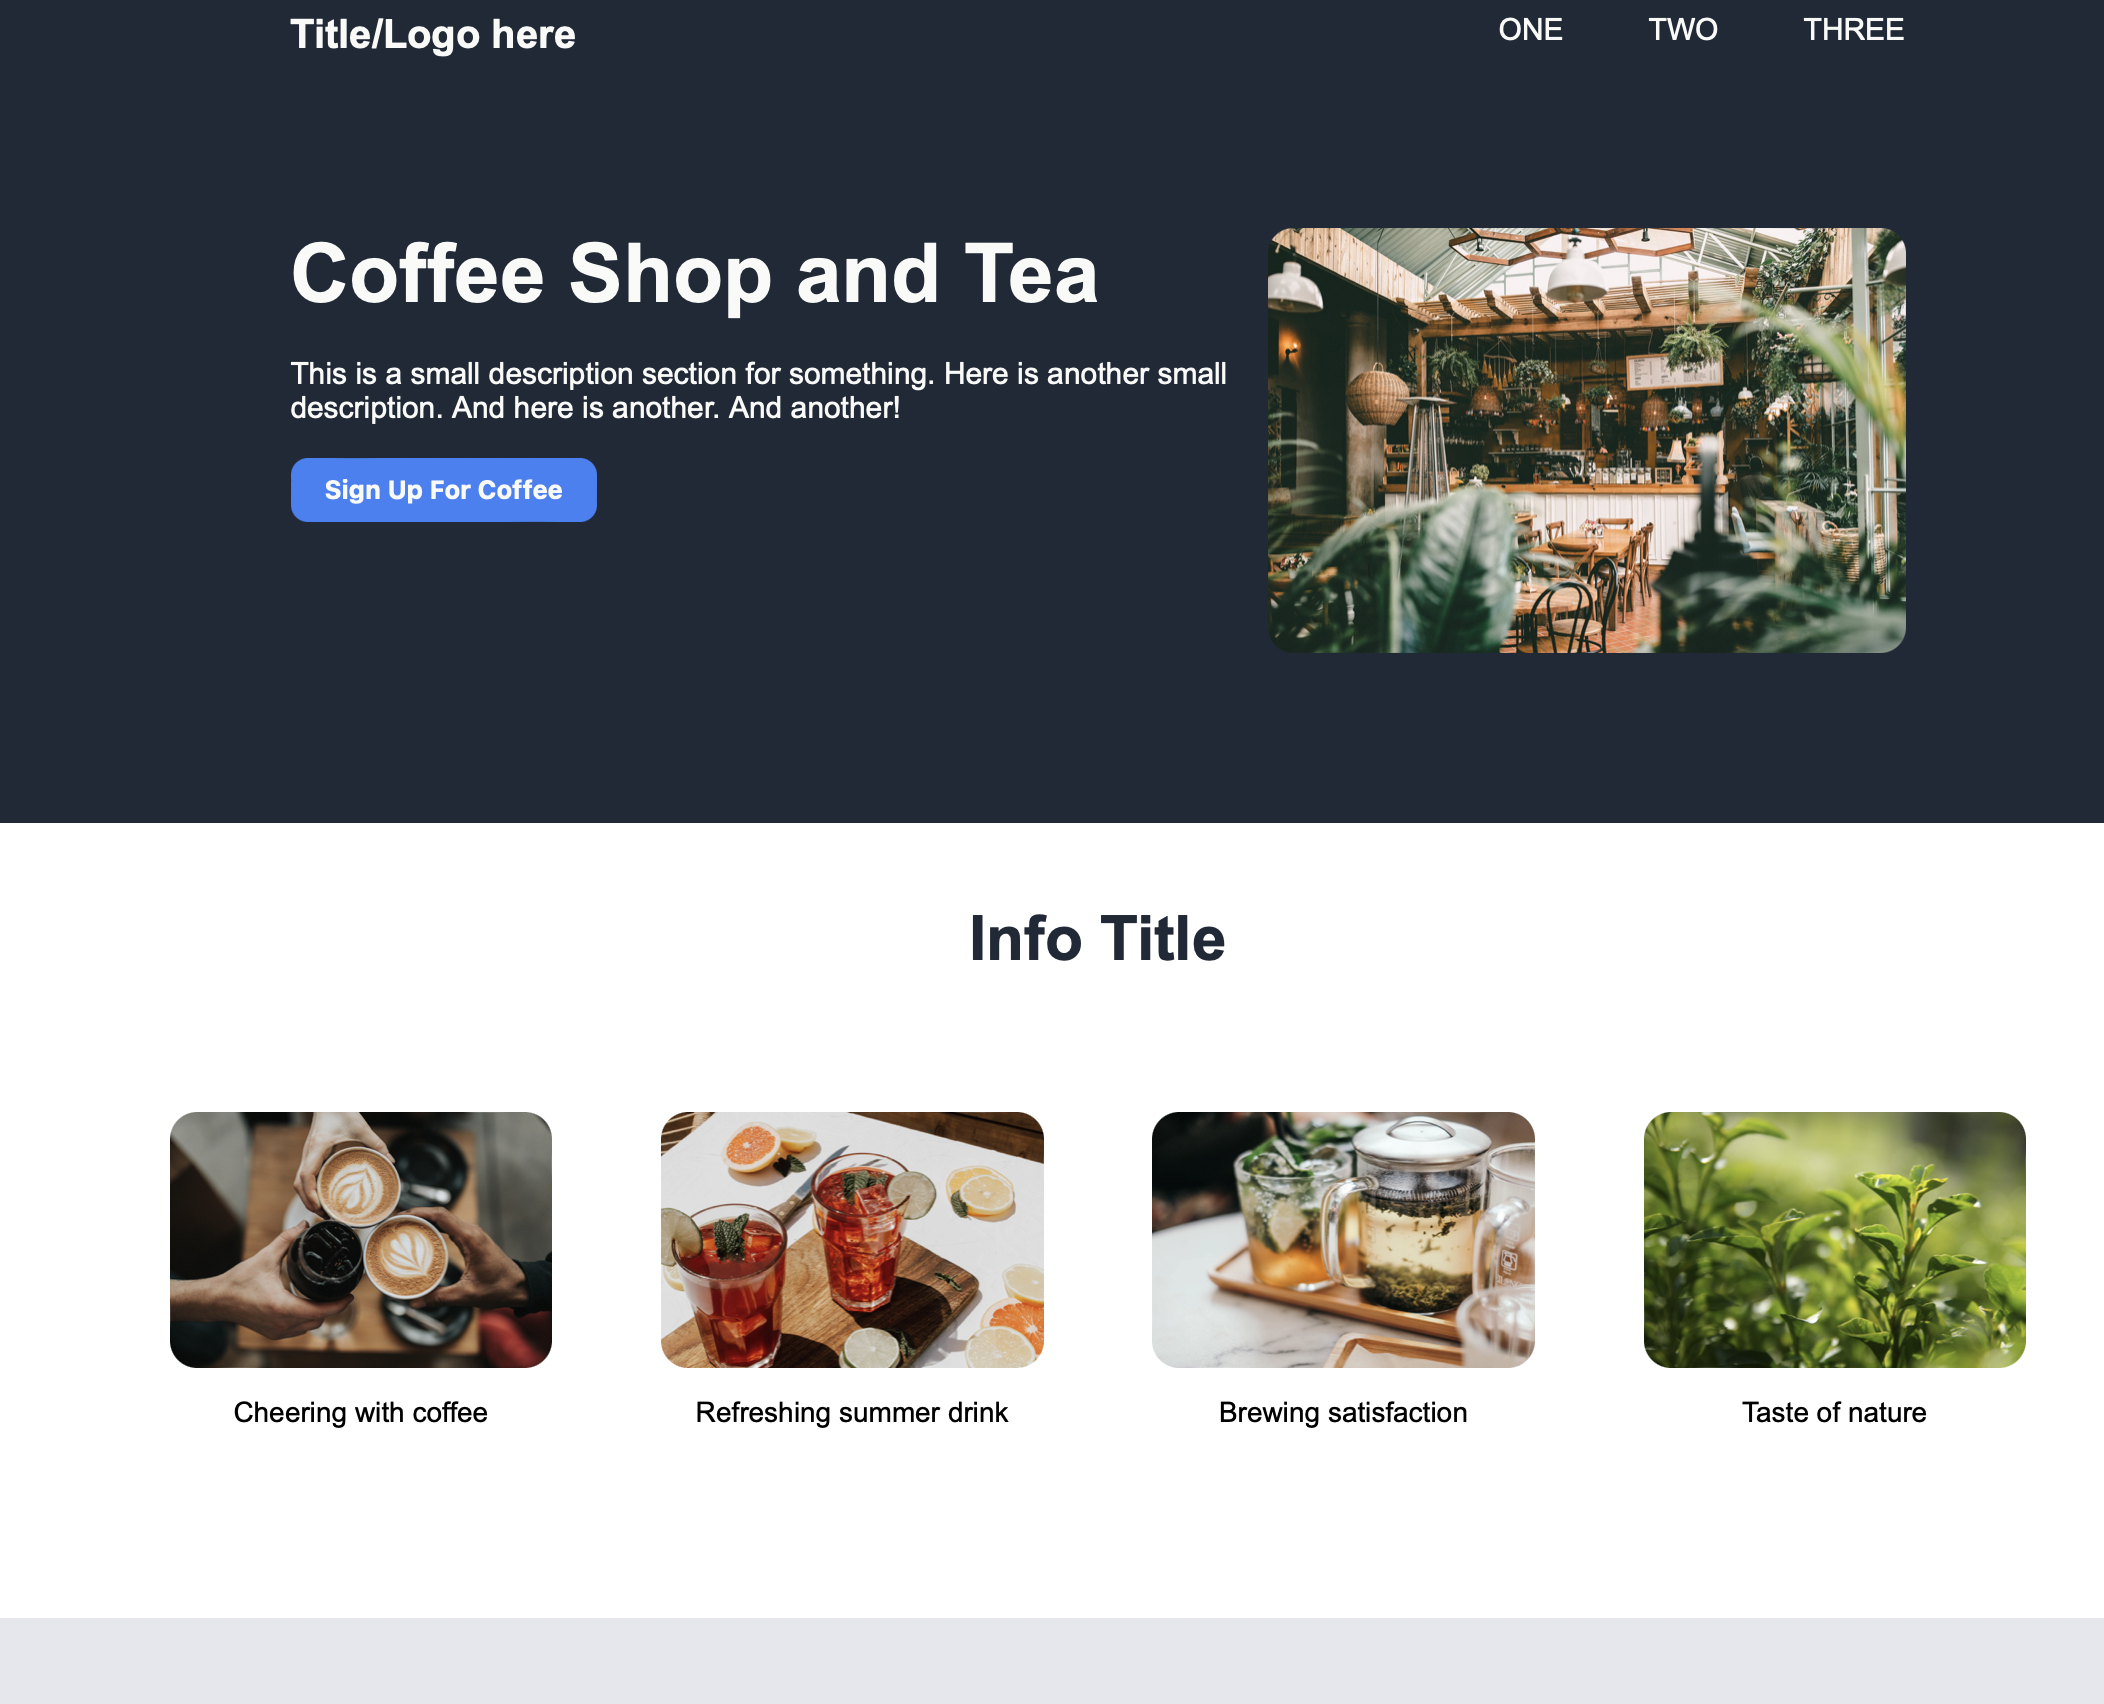 Title/Logo here
ONE TWO THREE
Coffee Shop and Tea
This is a small description section for something. Here is another small
description. And here is another. And another!
Sign Up For Coffee
Info Title
Cheering with coffee
Refreshing summer drink
Brewing satisfaction
Taste of nature